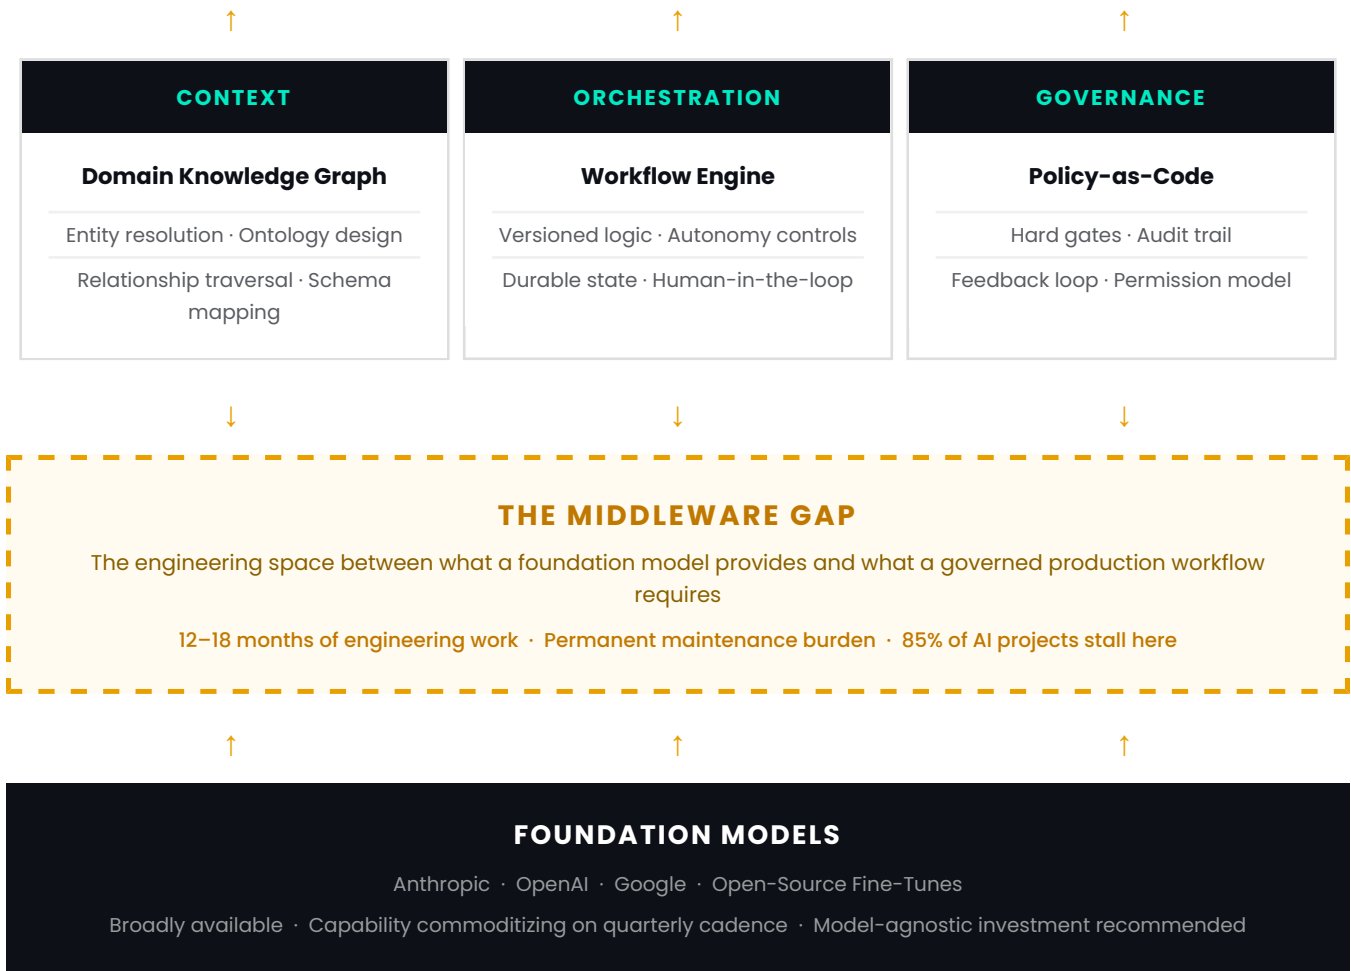 ↑ ↑ ↑
CONTEXT
Domain Knowledge Graph
Entity resolution · Ontology design
Relationship traversal · Schema
mapping
ORCHESTRATION
Workflow Engine
Versioned logic · Autonomy controls
Durable state · Human-in-the-loop
GOVERNANCE
Policy-as-Code
Hard gates · Audit trail
Feedback loop · Permission model
↓ ↓ ↓
THE MIDDLEWARE GAP
The engineering space between what a foundation model provides and what a governed production workflow
requires
12–18 months of engineering work · Permanent maintenance burden · 85% of AI projects stall here
↑ ↑ ↑
FOUNDATION MODELS
Anthropic · OpenAI · Google · Open-Source Fine-Tunes
Broadly available · Capability commoditizing on quarterly cadence · Model-agnostic investment recommended